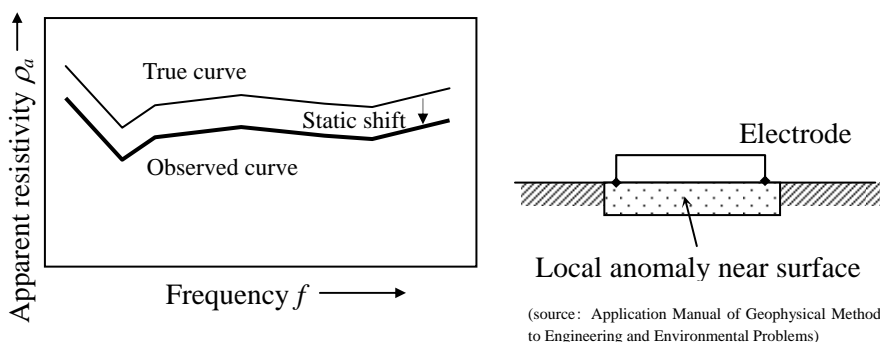 Apparent resistivity ρa
True curve
Static shift
Observed curve
Frequency f
Electrode
Local anomaly near surface
(source: Application Manual of Geophysical Method
to Engineering and Environmental Problems)